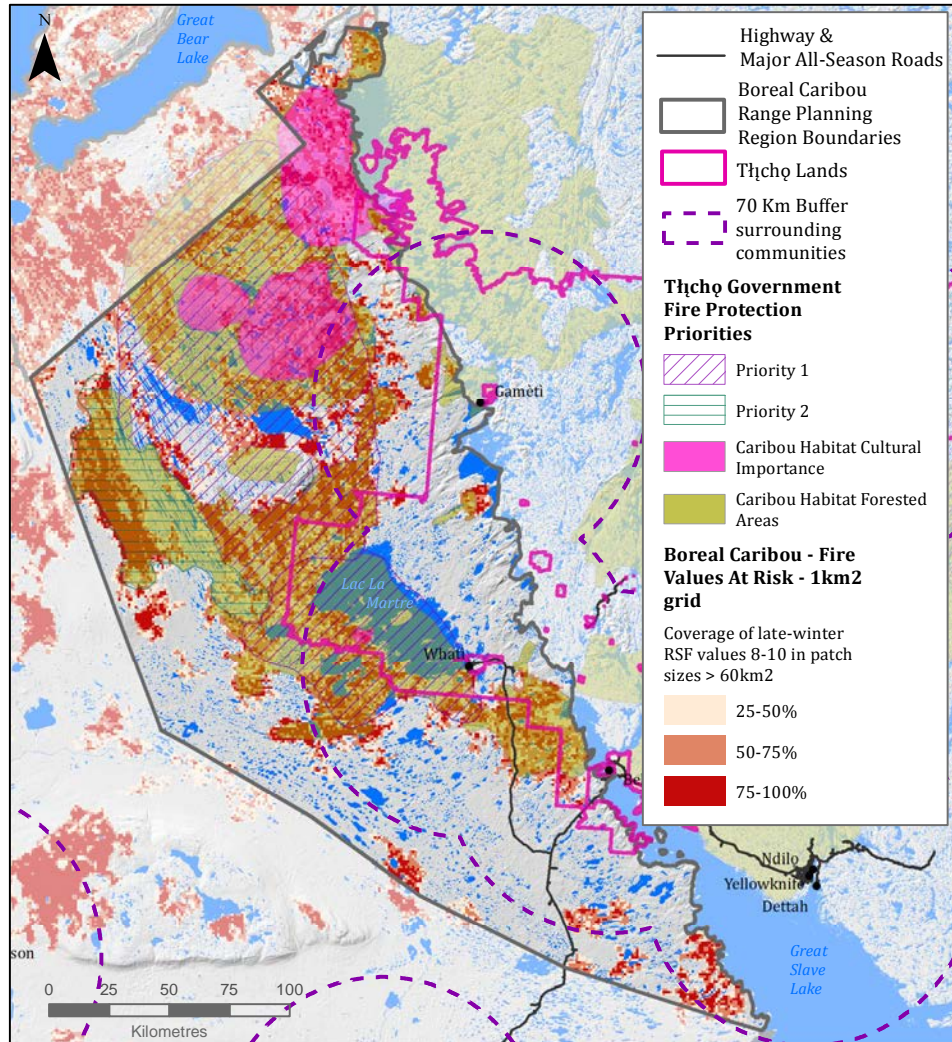 N
Great
Bear
Lake
Gamètì
Lac La
Martre
Whatì
Be
Ndilo
Yellowknife
Dettah
Great
Slave
Lake
son
0 25 50 75 100
Kilometres
Highway &
Major All-Season Roads
Boreal Caribou
Range Planning
Region Boundaries
Tłı̨chǫ Lands
70 Km Buffer
surrounding
communities
Tłı̨chǫ Government
Fire Protection
Priorities
Priority 1
Priority 2
Caribou Habitat Cultural
Importance
Caribou Habitat Forested
Areas
Boreal Caribou - Fire
Values At Risk - 1km2
grid
Coverage of late-winter
RSF values 8-10 in patch
sizes > 60km2
25-50%
50-75%
75-100%